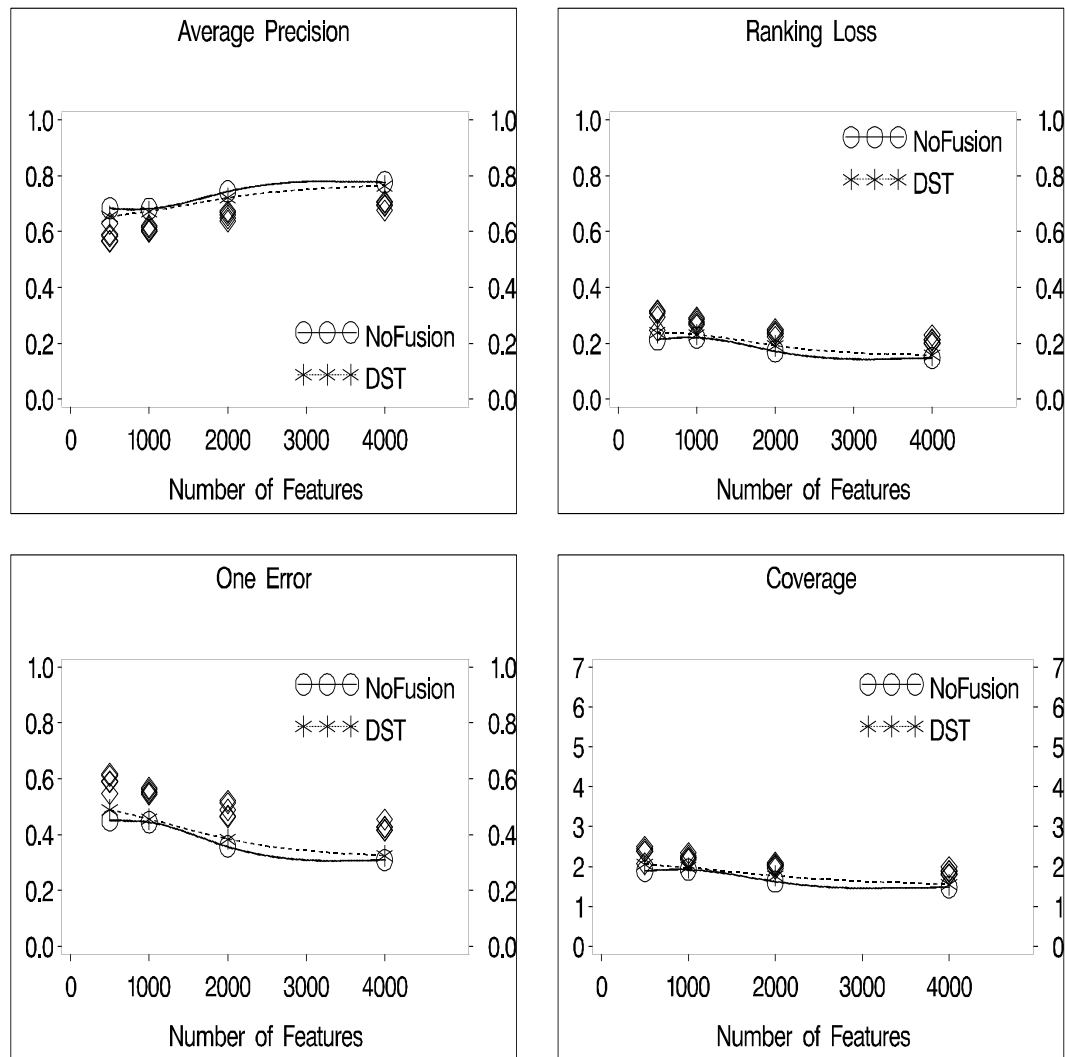 Average Precision
1.0
0.8
0.6
0.4
0.2
0.0
1.0
0.8
0.6
0.4
0.2
0.0
NoFusion
DST
0 1000 2000 3000 4000
Number of Features
Ranking Loss
1.0
0.8
0.6
0.4
0.2
0.0
1.0
0.8
0.6
0.4
0.2
0.0
NoFusion
DST
0 1000 2000 3000 4000
Number of Features
One Error
1.0
0.8
0.6
0.4
0.2
0.0
1.0
0.8
0.6
0.4
0.2
0.0
NoFusion
DST
0 1000 2000 3000 4000
Number of Features
Coverage
7
6
5
4
3
2
1
0
7
6
5
4
3
2
1
0
NoFusion
DST
0 1000 2000 3000 4000
Number of Features